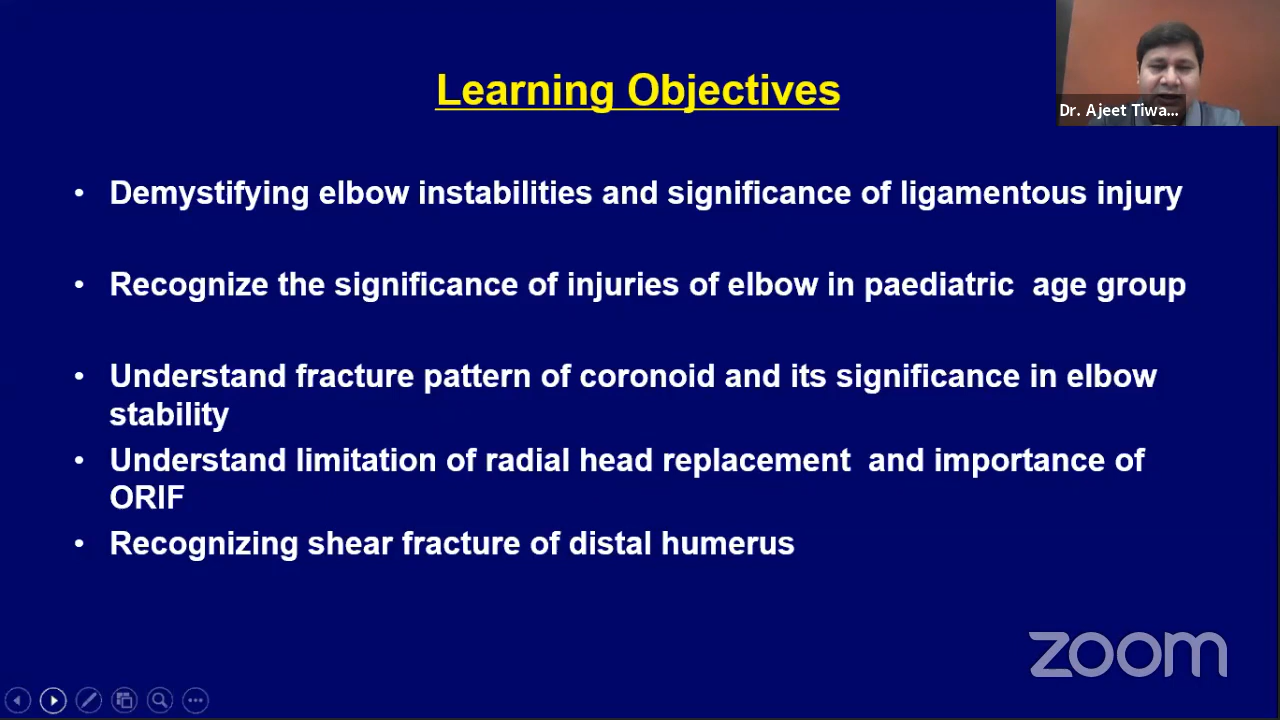 Learning Objectives
Dr. Ajeet Tiwa...
• Demystifying elbow instabilities and significance of ligamentous injury
• Recognize the significance of injuries of elbow in paediatric  age group
• Understand fracture pattern of coronoid and its significance in elbow
stability
• Understand limitation of radial head replacement  and importance of
ORIF
• Recognizing shear fracture of distal humerus
zoom